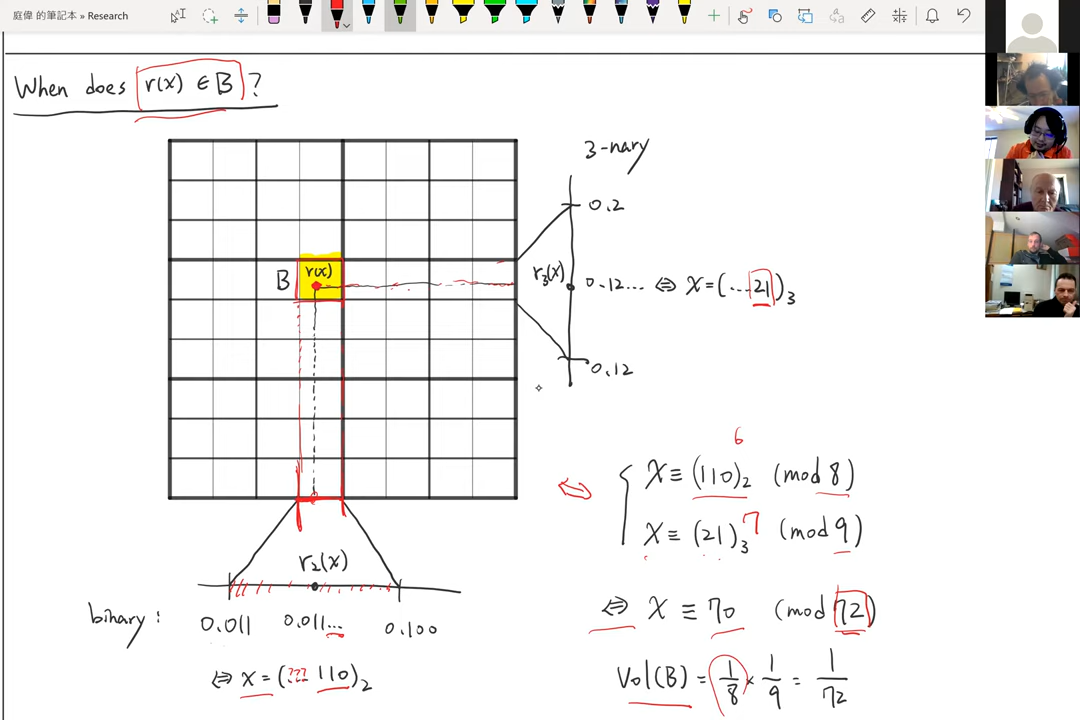 庭偉 的筆記本 » Research
When does r(x) ∈ B ?
3-nary
0.2
B r(x)
r₃(x) 0.12... ⇔ x = (...21)₃
0.12
6
⇔ { x ≡ (110)₂ (mod 8)
x ≡ (21)₃ 7 (mod 9)
r₂(x)
binary : 0.011 0.011... 0.100
⇔ x ≡ 70 (mod 72)
⇔ x = (??? 110)₂
Vol(B) = 1/8 × 1/9 = 1/72